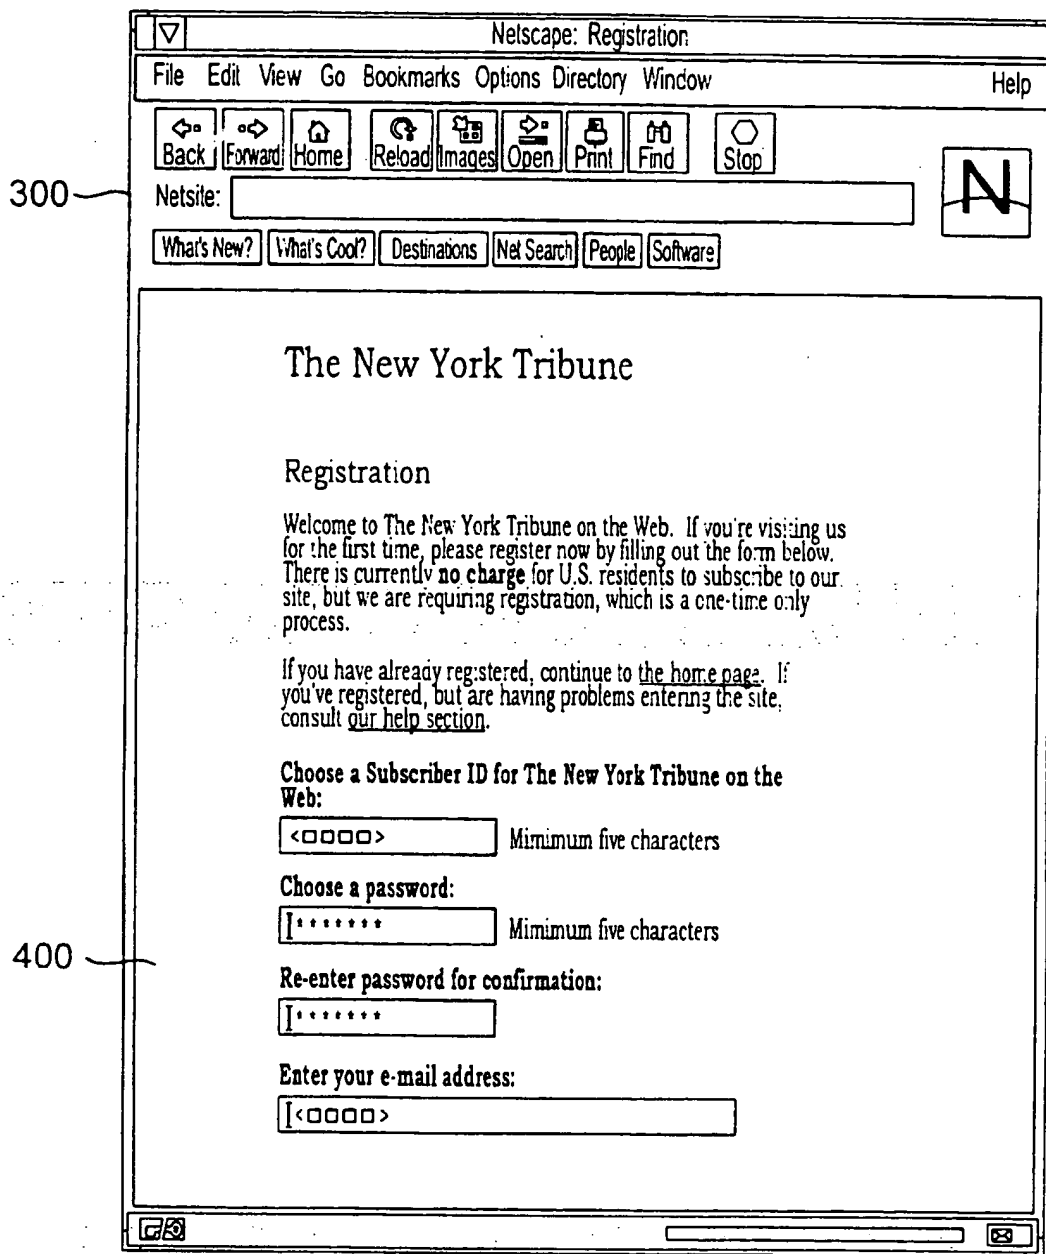 Netscape: Registration
File Edit View Go Bookmarks Options Directory Window Help
Back Forward Home Reload Images Open Print Find Stop
N
300
Netsite:
What's New? What's Cool? Destinations Net Search People Software
The New York Tribune
Registration
Welcome to The New York Tribune on the Web. If you're visiting us
for the first time, please register now by filling out the form below.
There is currently no charge for U.S. residents to subscribe to our
site, but we are requiring registration, which is a one-time only
process.
If you have already registered, continue to the home page. If
you've registered, but are having problems entering the site,
consult our help section.
Choose a Subscriber ID for The New York Tribune on the
Web:
<□□□□> Mimimum five characters
Choose a password:
******* Mimimum five characters
400
Re-enter password for confirmation:
*******
Enter your e-mail address:
<□□□□>